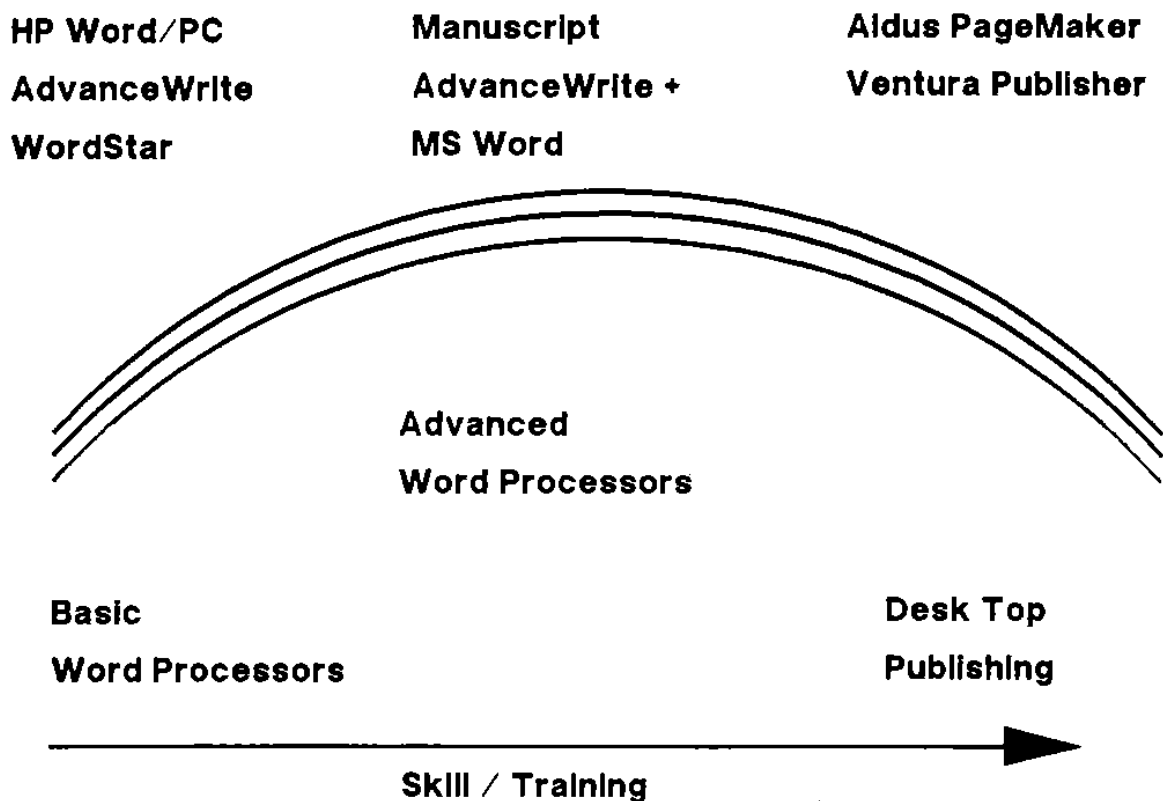 HP Word/PC
AdvanceWrite
WordStar
Manuscript
AdvanceWrite +
MS Word
Aldus PageMaker
Ventura Publisher
Advanced
Word Processors
Basic
Word Processors
Desk Top
Publishing
Skill / Training